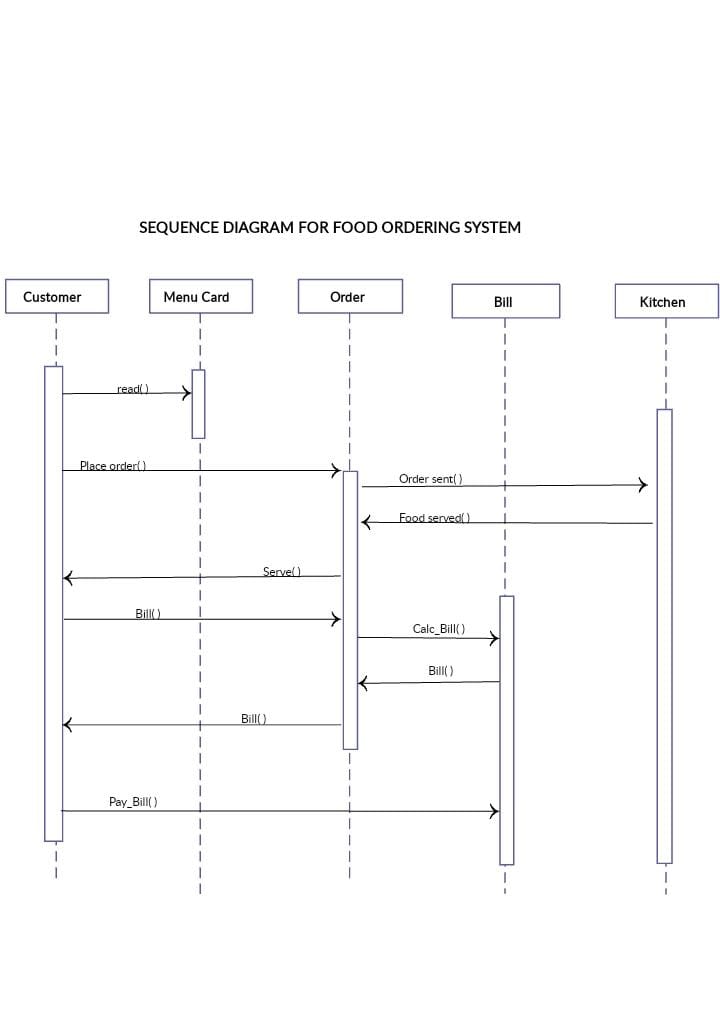 SEQUENCE DIAGRAM FOR FOOD ORDERING SYSTEM
Customer
Menu Card
Order
Bill
Kitchen
read( )
Place order( )
Order sent( )
Food served( )
Serve( )
Bill( )
Calc_Bill( )
Bill( )
Bill( )
Pay_Bill( )